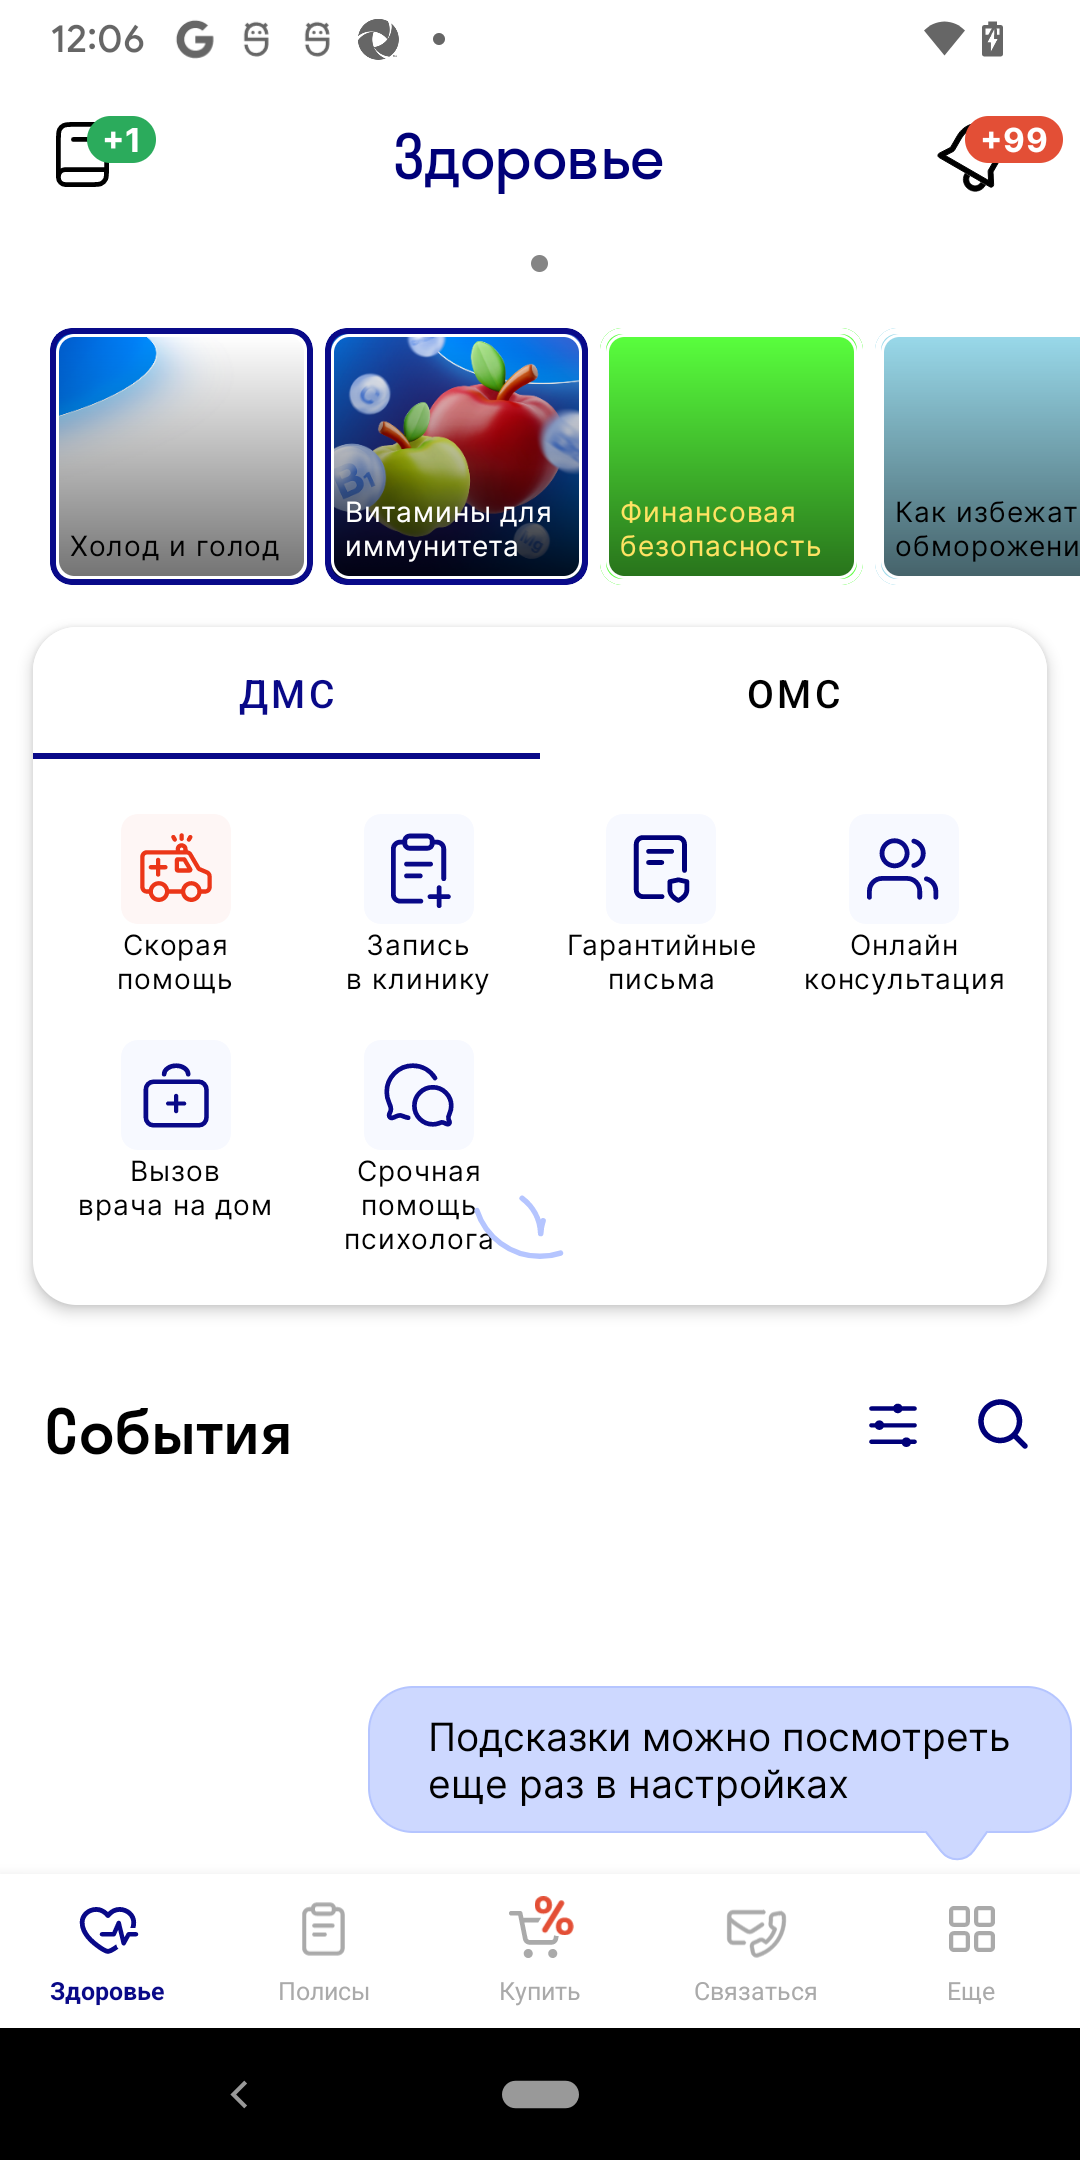 12:06
+1
Здоровье
+99
Холод и голод
Витамины для
иммунитета
Финансовая
безопасность
Как избежат
обморожени
ДМС
ОМС
Скорая
помощь
Запись
в клинику
Гарантийные
письма
Онлайн
консультация
Вызов
врача на дом
Срочная
помощь
психолога
События
Подсказки можно посмотреть
еще раз в настройках
Здоровье
Полисы
Купить
Связаться
Еще